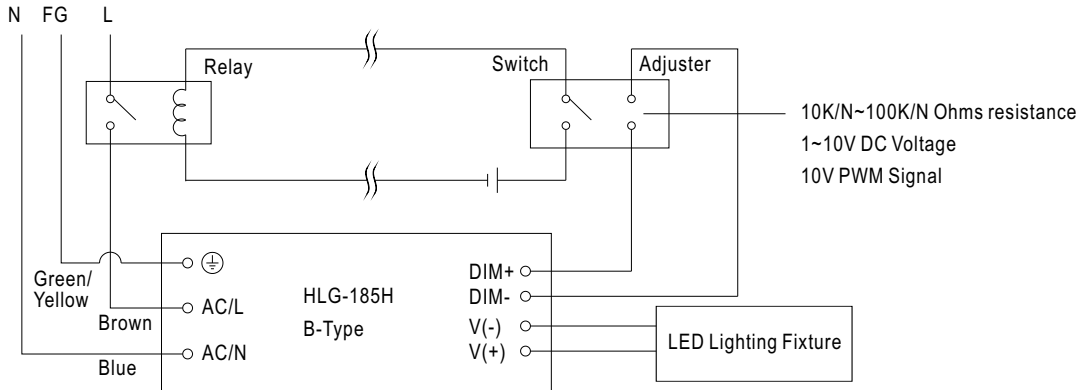 N FG L
Relay
Switch
Adjuster
10K/N~100K/N Ohms resistance
1~10V DC Voltage
10V PWM Signal
Green/
Yellow
Brown
Blue
AC/L
AC/N
HLG-185H
B-Type
DIM+
DIM-
V(-)
V(+)
LED Lighting Fixture